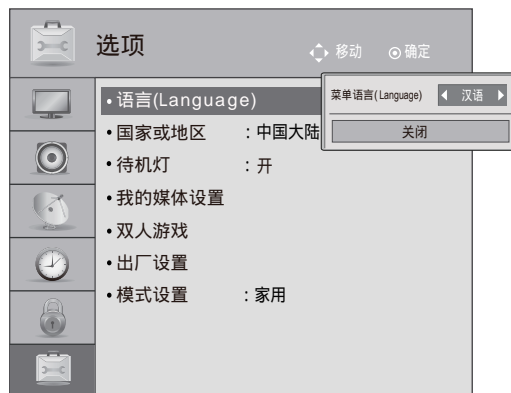 选项
移动 确定
•语言(Language)
•国家或地区 : 中国大陆
•待机灯 : 开
•我的媒体设置
•双人游戏
•出厂设置
•模式设置 : 家用
菜单语言(Language) ◀ 汉语 ▶
关闭